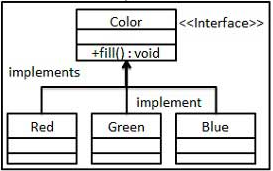 Color <<Interface>>
+fill() : void
implements
implement
Red Green Blue